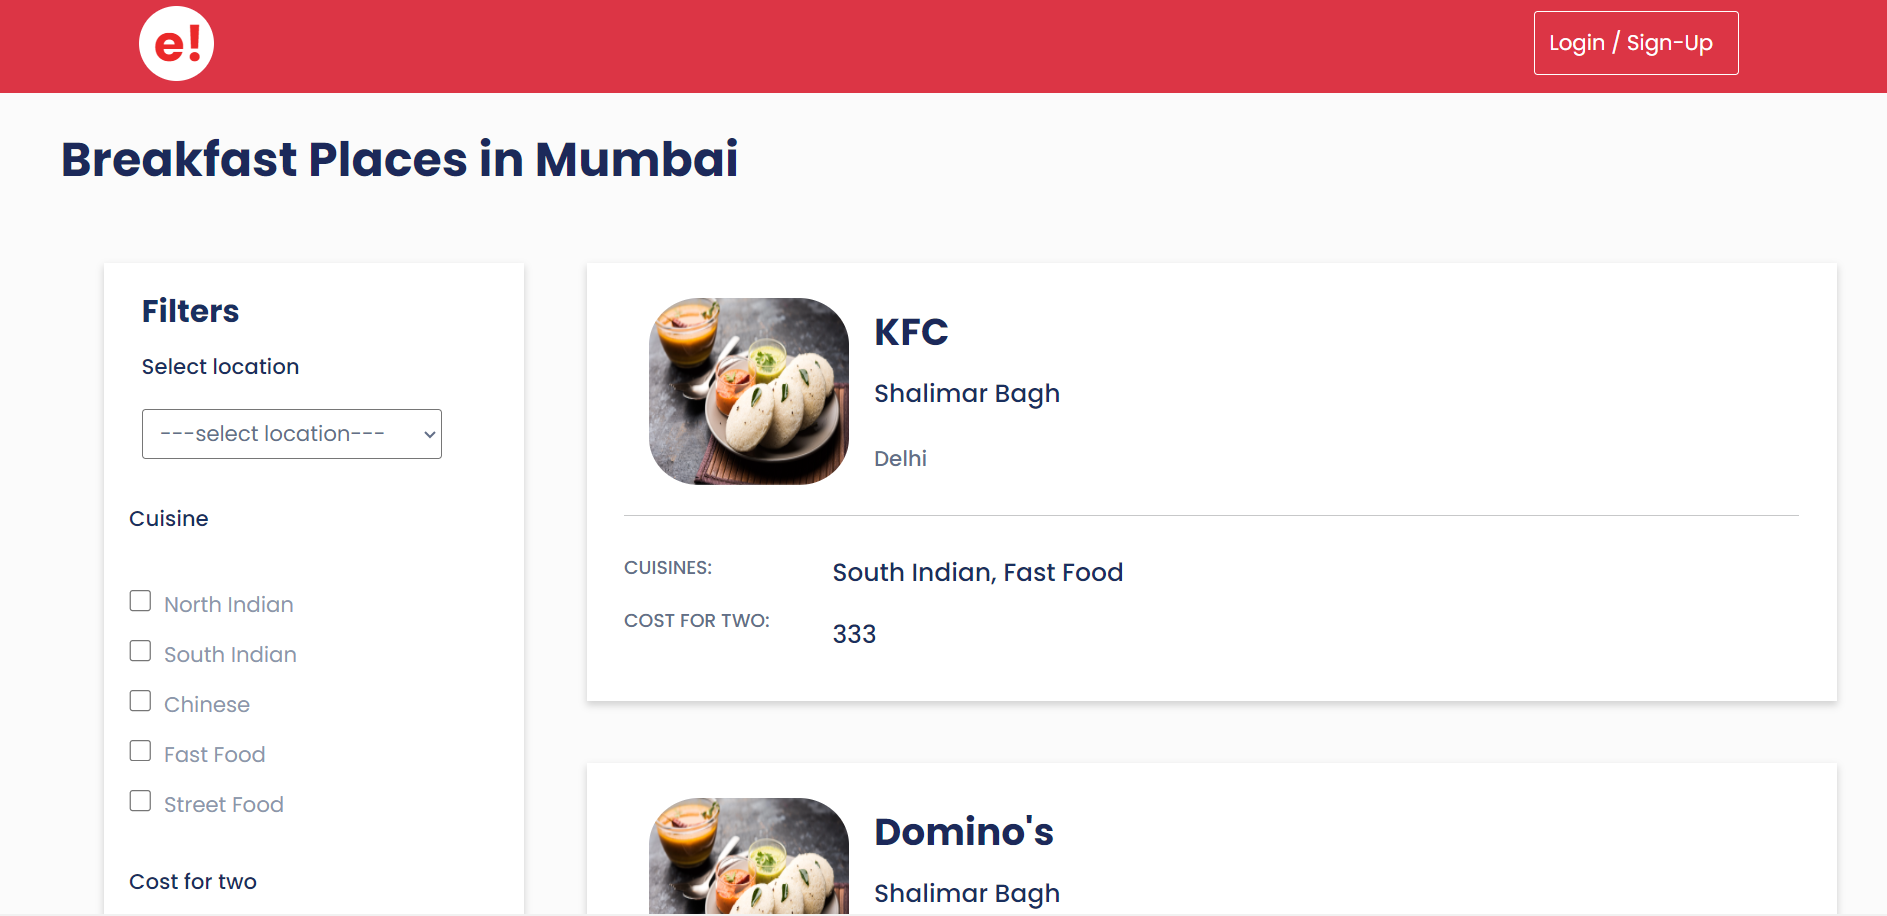 e!
Login / Sign-Up
Breakfast Places in Mumbai
Filters
Select location
---select location---
Cuisine
North Indian
South Indian
Chinese
Fast Food
Street Food
Cost for two
KFC
Shalimar Bagh
Delhi
CUISINES: South Indian, Fast Food
COST FOR TWO: 333
Domino's
Shalimar Bagh